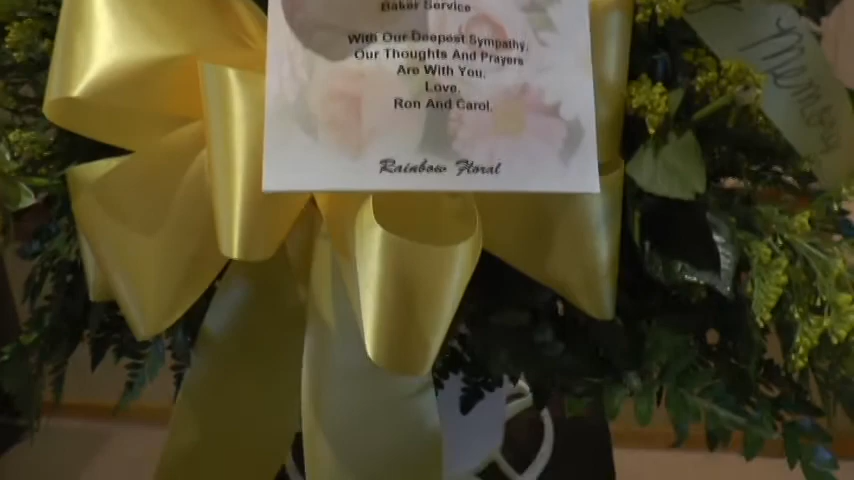 Baker Service
With Our Deepest Sympathy.
Our Thoughts And Prayers
Are With You.
Love,
Ron And Carol.
Rainbow Floral
Memory